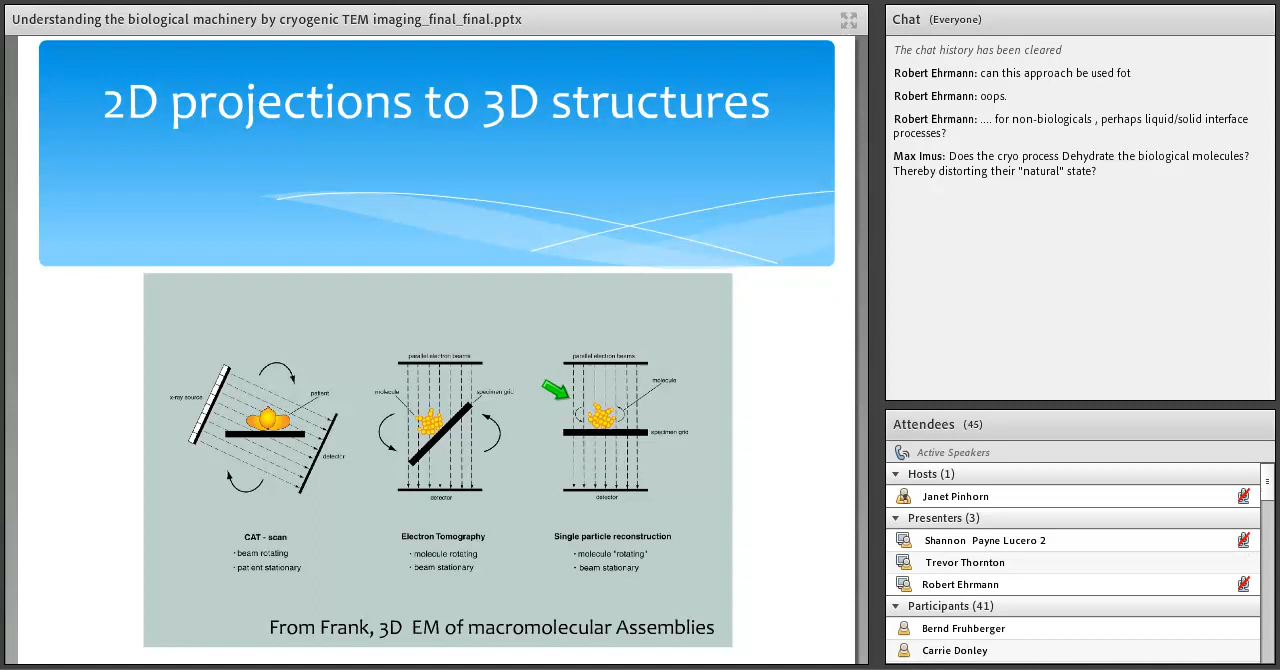 Understanding the biological machinery by cryogenic TEM imaging_final_final.pptx
2D projections to 3D structures
parallel electron beams
parallel electron beams
x-ray source
patient
detector
molecule
specimen grid
detector
molecule
specimen grid
detector
CAT - scan
· beam rotating
· patient stationary
Electron Tomography
· molecule rotating
· beam stationary
Single particle reconstruction
· molecule "rotating"
· beam stationary
From Frank, 3D EM of macromolecular Assemblies
Chat (Everyone)
The chat history has been cleared
Robert Ehrmann: can this approach be used fot
Robert Ehrmann: oops.
Robert Ehrmann: .... for non-biologicals , perhaps liquid/solid interface
processes?
Max Imus: Does the cryo process Dehydrate the biological molecules?
Thereby distorting their "natural" state?
Attendees (45)
Active Speakers
Hosts (1)
Janet Pinhorn
Presenters (3)
Shannon Payne Lucero 2
Trevor Thornton
Robert Ehrmann
Participants (41)
Bernd Fruhberger
Carrie Donley